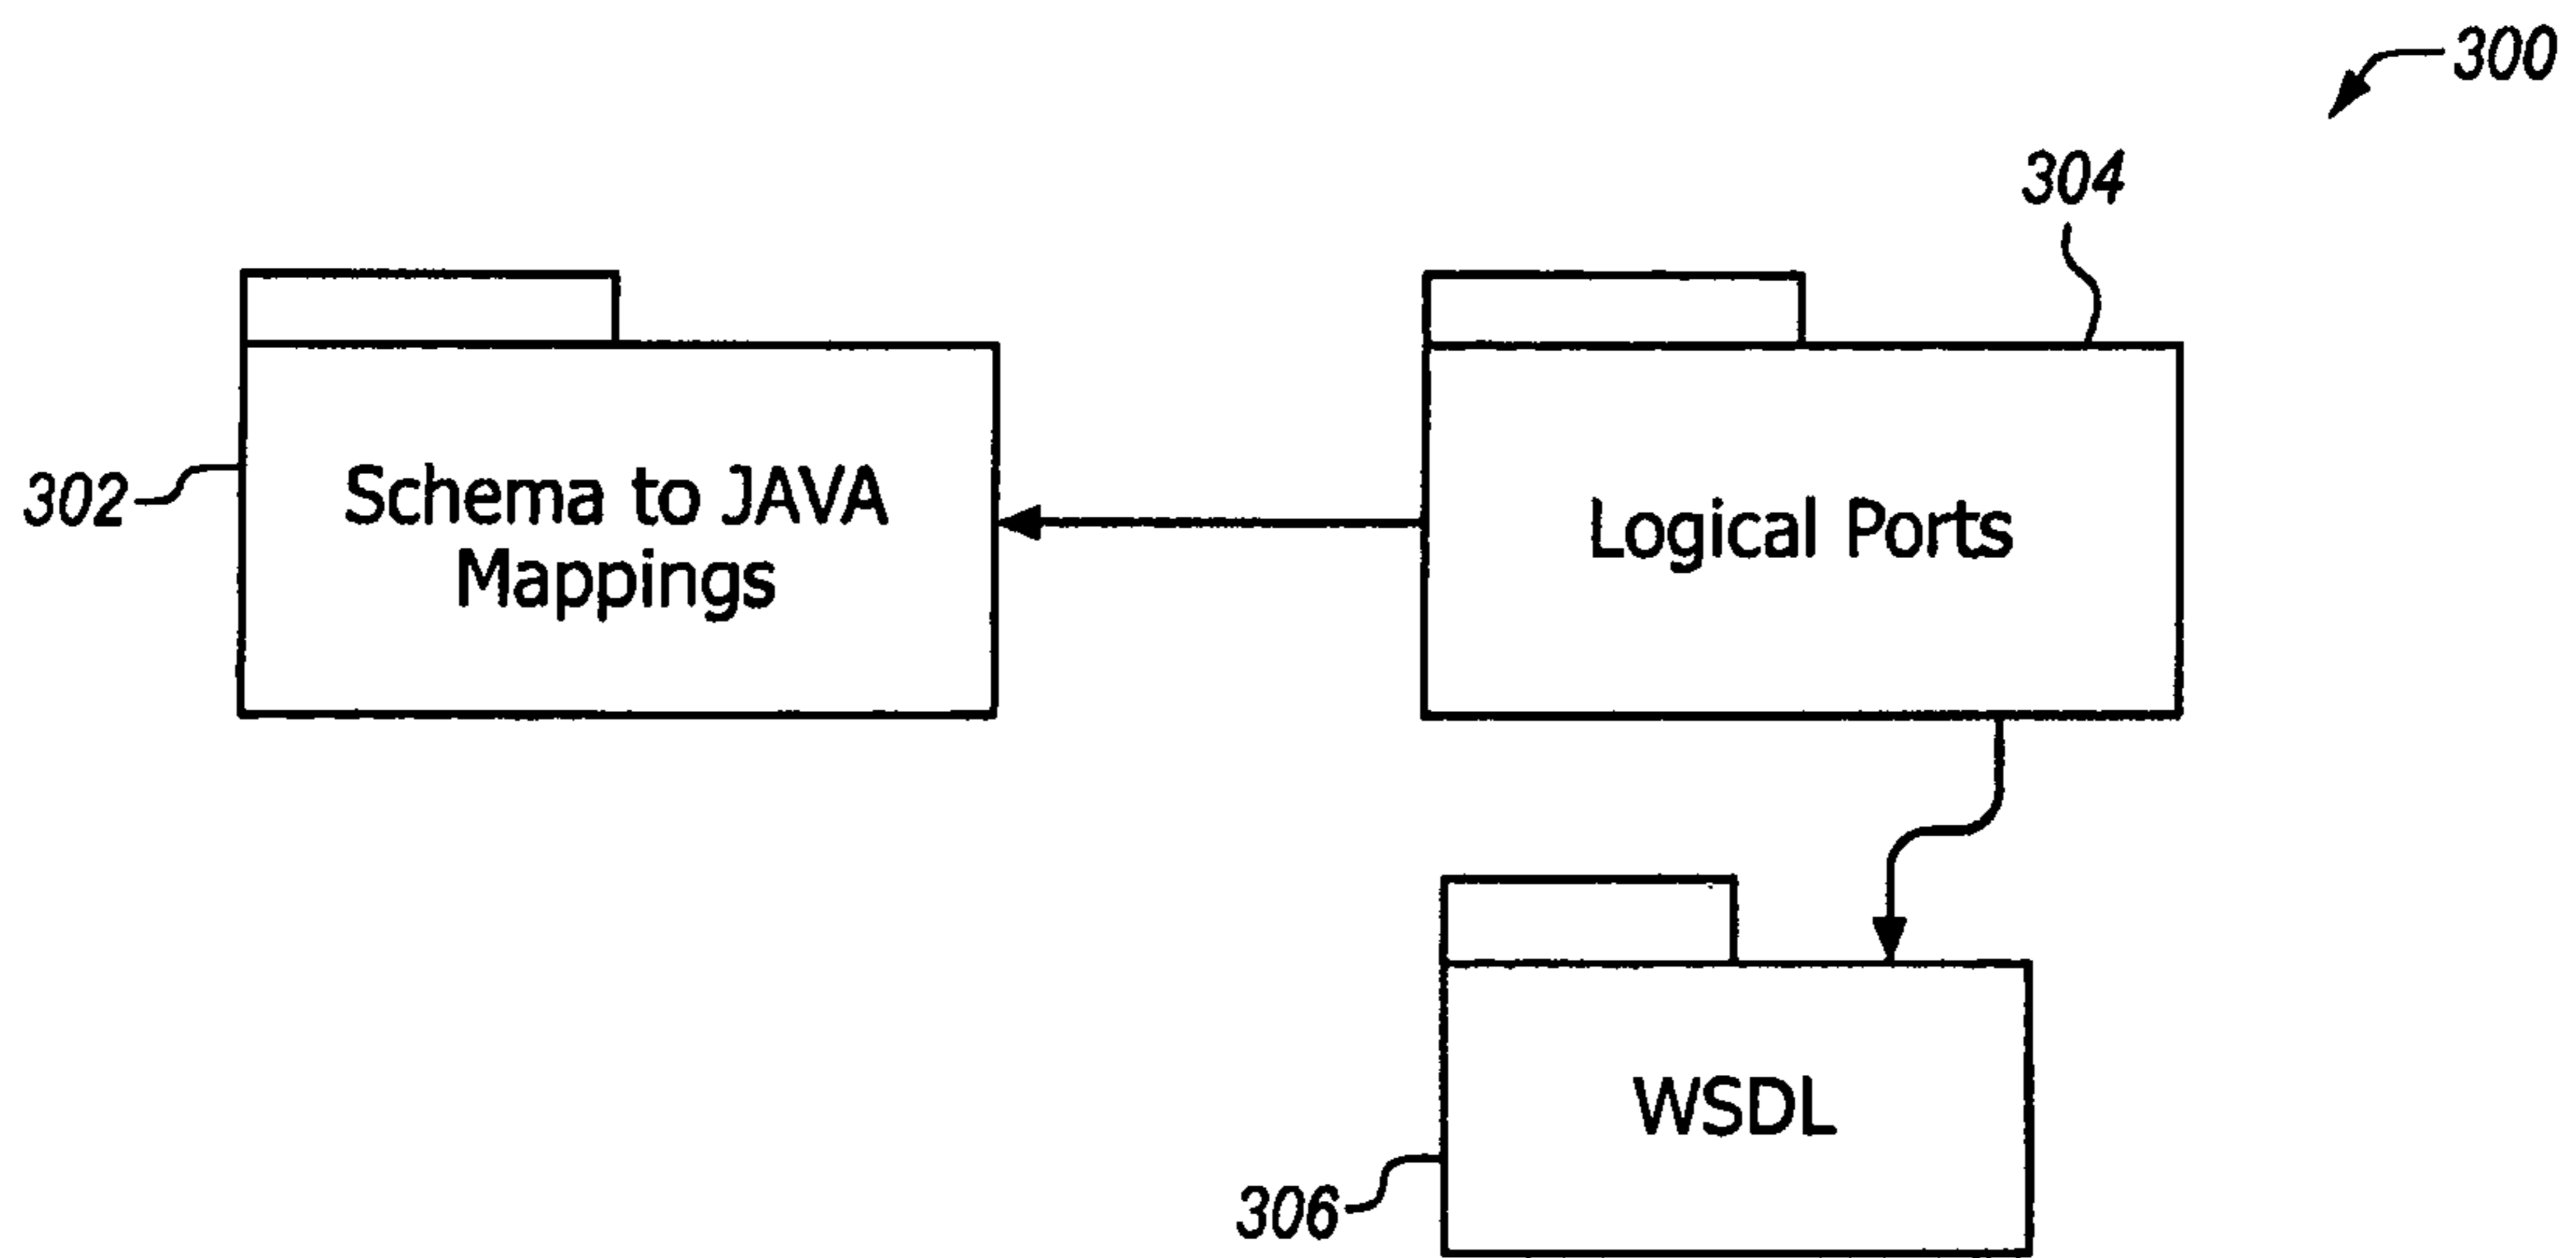 300
304
302
Schema to JAVA
Mappings
Logical Ports
WSDL
306